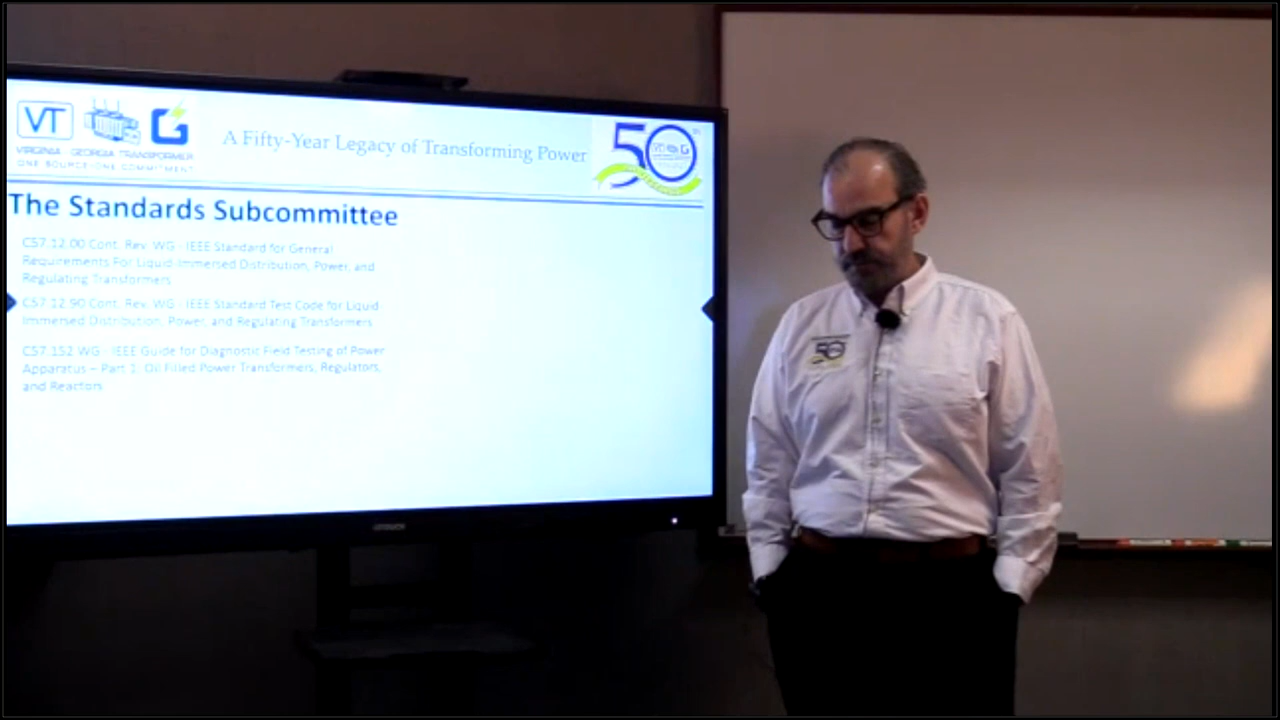 VT
VIRGINIA - GEORGIA TRANSFORMER
ONE SOURCE-ONE COMMITMENT
A Fifty-Year Legacy of Transforming Power
50
The Standards Subcommittee
C57.12.00 Cont. Rev. WG - IEEE Standard for General
Requirements For Liquid-Immersed Distribution, Power, and
Regulating Transformers
C57.12.90 Cont. Rev. WG - IEEE Standard Test Code for Liquid
Immersed Distribution, Power, and Regulating Transformers
C57.152 WG - IEEE Guide for Diagnostic Field Testing of Power
Apparatus – Part 1: Oil Filled Power Transformers, Regulators,
and Reactors
50